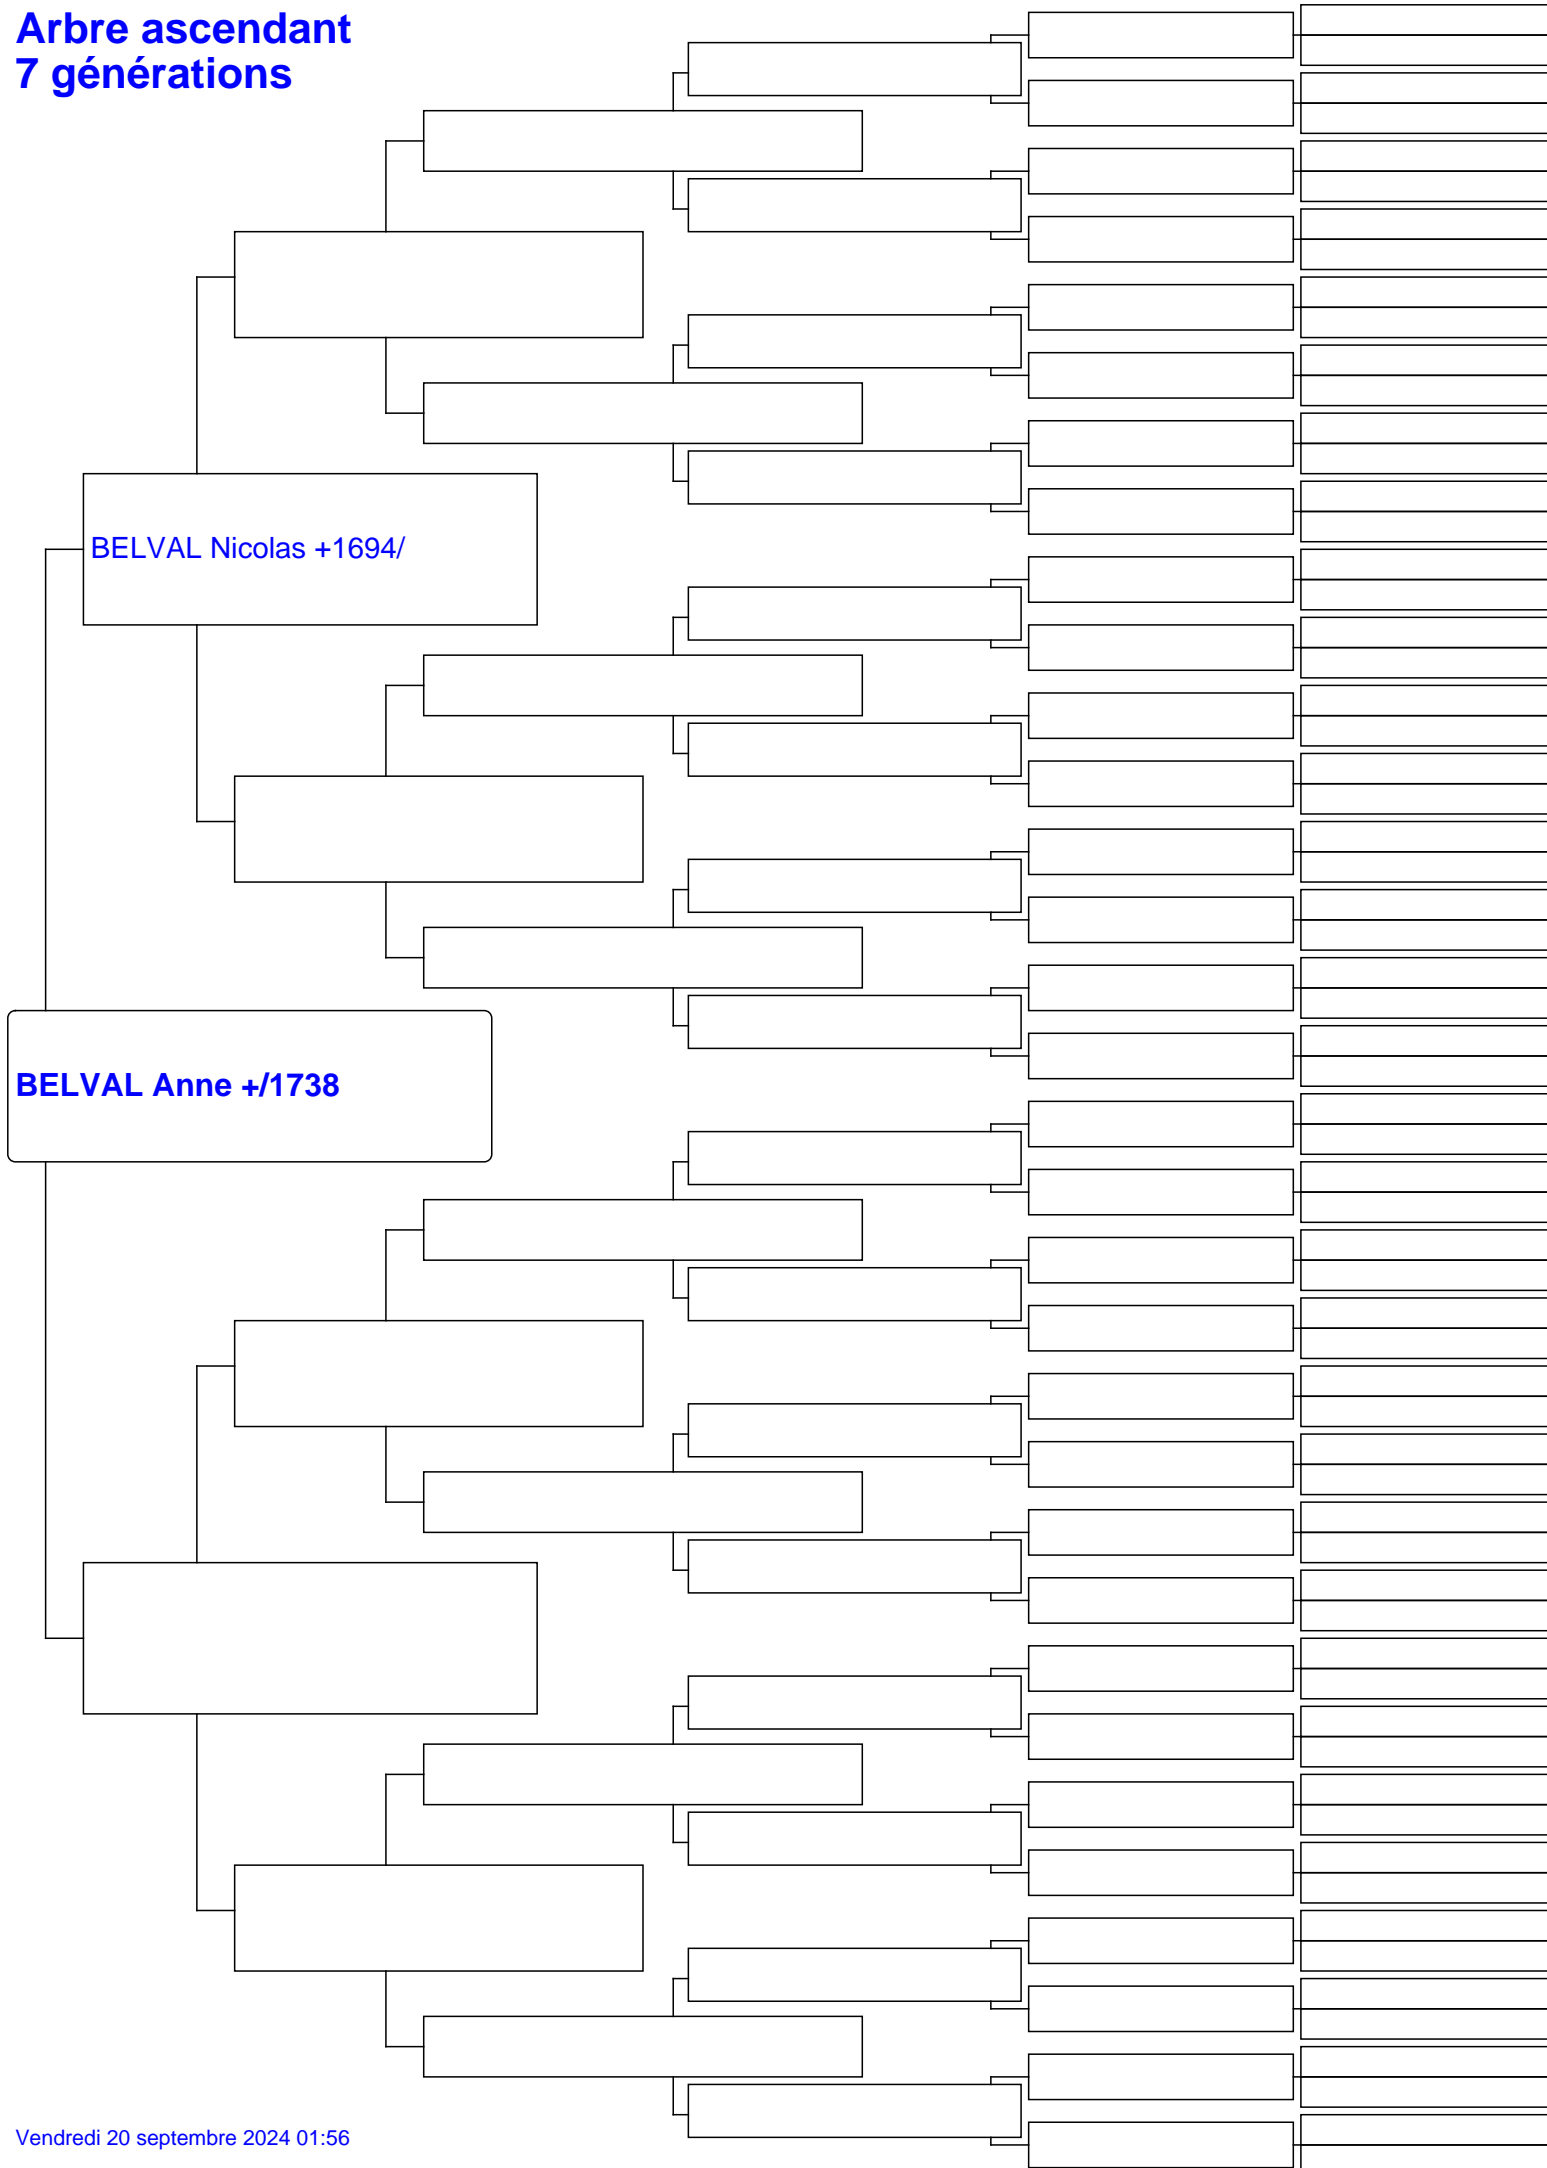 Arbre ascendant
7 générations
BELVAL Nicolas +1694/
BELVAL Anne +/1738
Vendredi 20 septembre 2024 01:56